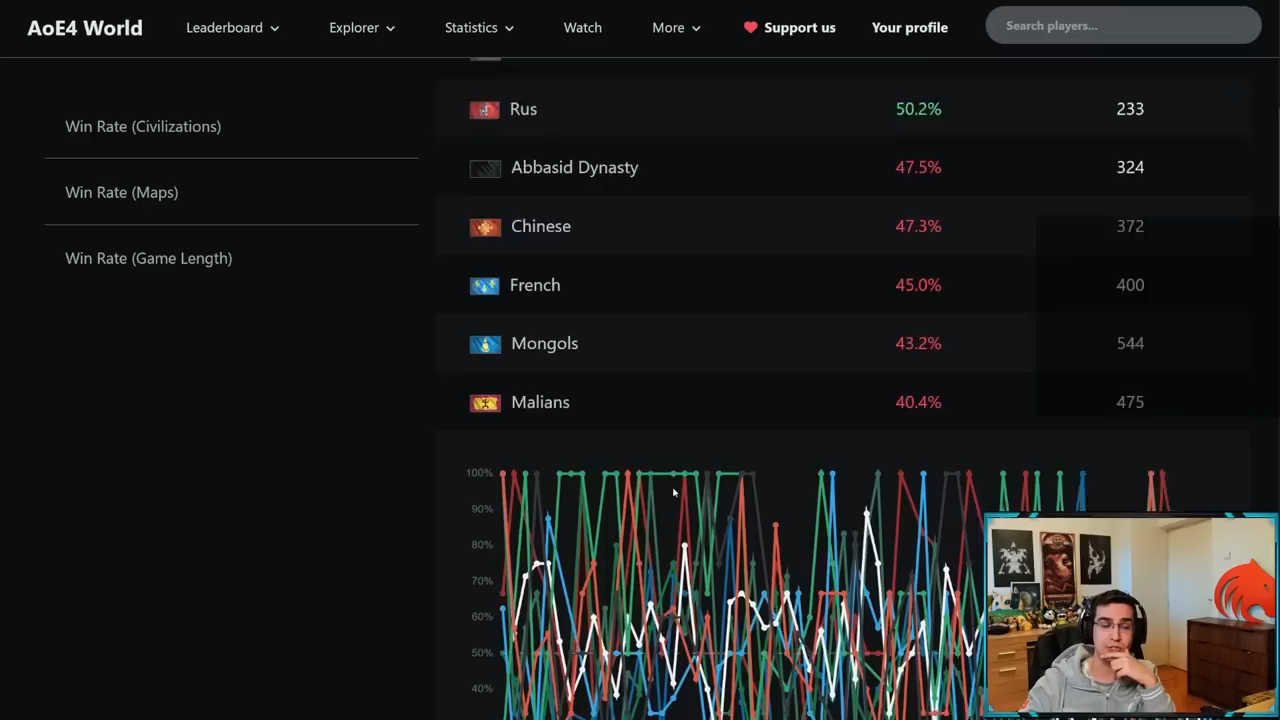 AoE4 World
Leaderboard
Explorer
Statistics
Watch
More
Support us
Your profile
Search players...
Win Rate (Civilizations)
Win Rate (Maps)
Win Rate (Game Length)
Rus 50.2% 233
Abbasid Dynasty 47.5% 324
Chinese 47.3% 372
French 45.0% 400
Mongols 43.2% 544
Malians 40.4% 475
100%
90%
80%
70%
60%
50%
40%